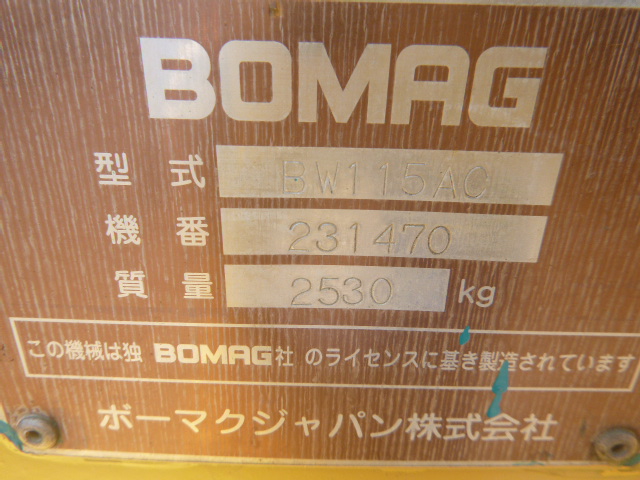 BOMAG
型式 BW115AC
機番 231470
質量 2530 kg
この機械は独 BOMAG社 のライセンスに基き製造されています
ボーマクジャパン株式会社